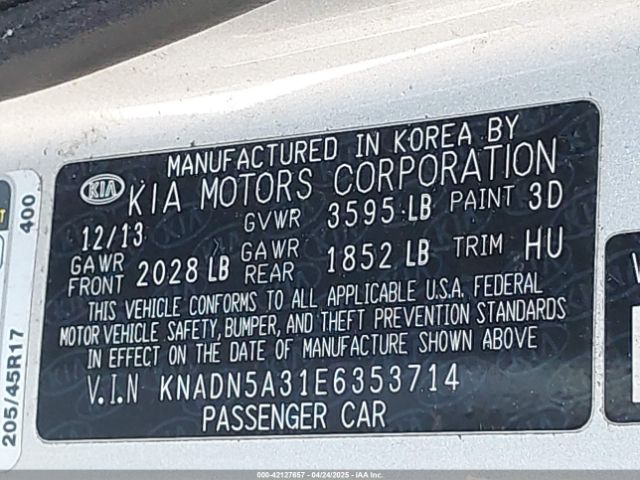 MANUFACTURED IN KOREA BY
KIA KIA MOTORS CORPORATION
12/13 GVWR 3595 LB PAINT 3D
GAWR FRONT 2028 LB GAWR REAR 1852 LB TRIM HU
THIS VEHICLE CONFORMS TO ALL APPLICABLE U.S.A. FEDERAL
MOTOR VEHICLE SAFETY, BUMPER, AND THEFT PREVENTION STANDARDS
IN EFFECT ON THE DATE OF MANUFACTURE SHOWN ABOVE
V.I.N KNADN5A31E6353714
PASSENGER CAR
400
205/45R17
000-42127657 - 04/24/2025 - IAA Inc.